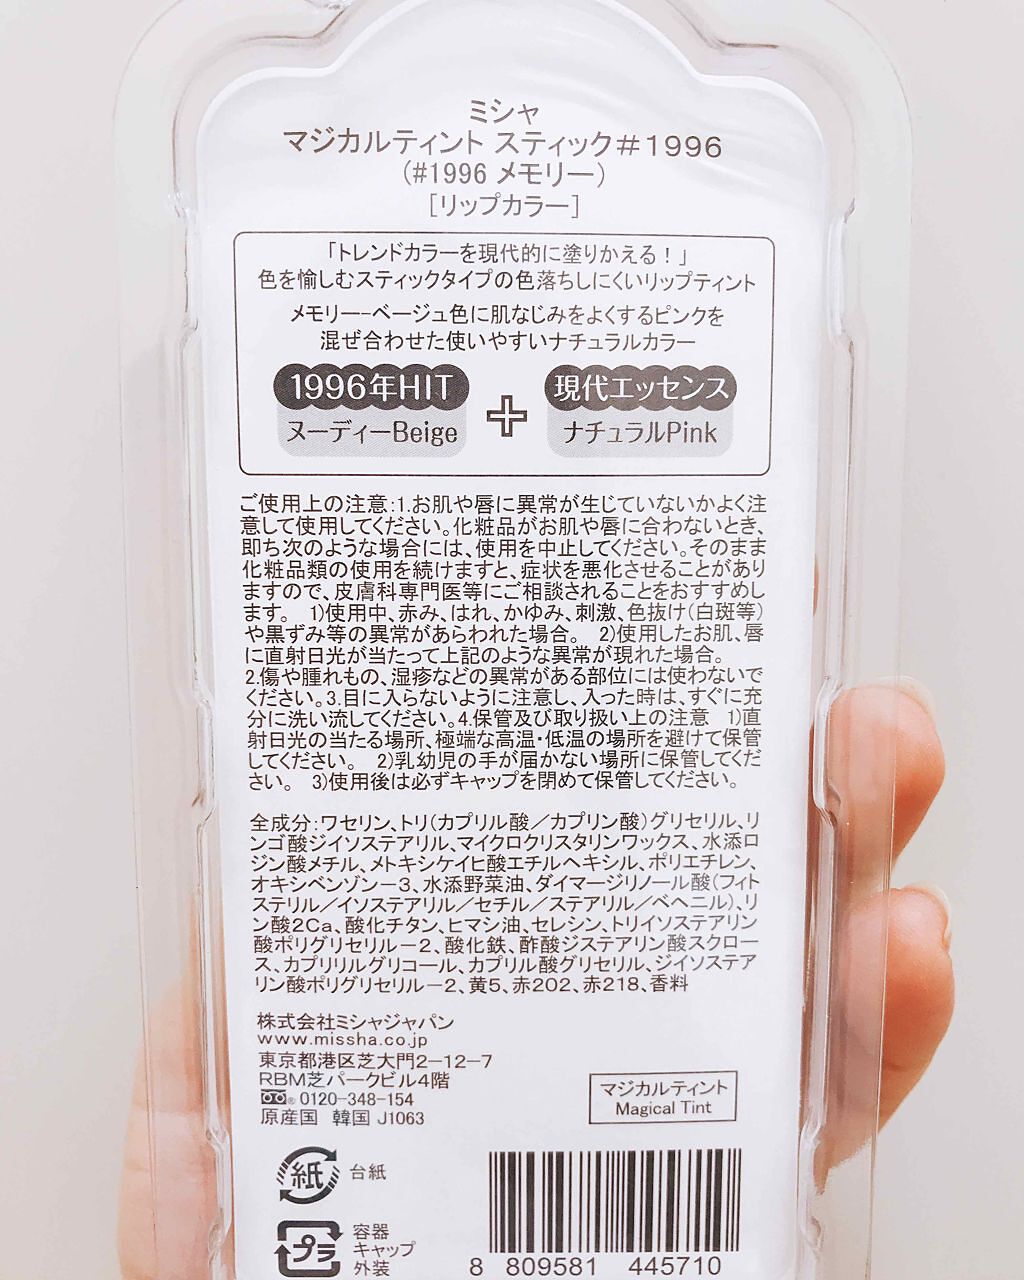 ミシャ
マジカルティント スティック＃1996
(#1996 メモリー)
[リップカラー]
「トレンドカラーを現代的に塗りかえる！」
色を愉しむスティックタイプの色落ちしにくいリップティント
メモリー-ベージュ色に肌なじみをよくするピンクを
混ぜ合わせた使いやすいナチュラルカラー
1996年HIT
ヌーディーBeige
+
現代エッセンス
ナチュラルPink
ご使用上の注意:1.お肌や唇に異常が生じていないかよく注
意して使用してください。化粧品がお肌や唇に合わないとき、
即ち次のような場合には、使用を中止してください。そのまま
化粧品類の使用を続けますと、症状を悪化させることがあり
ますので、皮膚科専門医等にご相談されることをおすすめし
ます。 1)使用中、赤み、はれ、かゆみ、刺激、色抜け(白斑等)
や黒ずみ等の異常があらわれた場合。 2)使用したお肌、唇
に直射日光が当たって上記のような異常が現れた場合。
2.傷や腫れもの、湿疹などの異常がある部位には使わないで
ください。3.目に入らないように注意し、入った時は、すぐに充
分に洗い流してください。4.保管及び取り扱い上の注意 1)直
射日光の当たる場所、極端な高温・低温の場所を避けて保管
してください。 2)乳幼児の手が届かない場所に保管してくだ
さい。 3)使用後は必ずキャップを閉めて保管してください。
全成分:ワセリン、トリ(カプリル酸／カプリン酸)グリセリル、リ
ンゴ酸ジイソステアリル、マイクロクリスタリンワックス、水添ロ
ジン酸メチル、メトキシケイヒ酸エチルヘキシル、ポリエチレン、
オキシベンゾン－3、水添野菜油、ダイマージリノール酸(フィト
ステリル／イソステアリル／セチル／ステアリル／ベヘニル)、リ
ン酸2Ca、酸化チタン、ヒマシ油、セレシン、トリイソステアリン
酸ポリグリセリル－2、酸化鉄、酢酸ジステアリン酸スクロー
ス、カプリリルグリコール、カプリル酸グリセリル、ジイソステア
リン酸ポリグリセリル－2、黄5、赤202、赤218、香料
株式会社ミシャジャパン
www.missha.co.jp
東京都港区芝大門2－12－7
RBM芝パークビル4階
0120-348-154
原産国 韓国 J1063
マジカルティント
Magical Tint
紙
台紙
プラ
容器
キャップ
外装
8 809581 445710